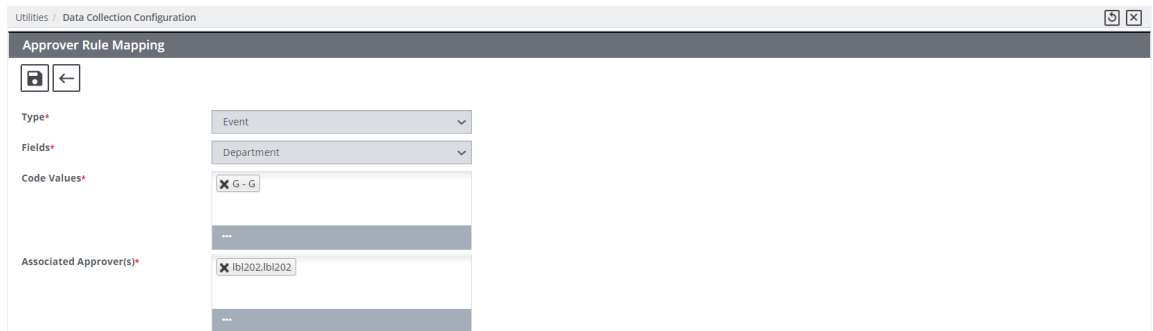 Utilities / Data Collection Configuration
Approver Rule Mapping
Type*
Event
Fields*
Department
Code Values*
G - G
...
Associated Approver(s)*
lbl202,lbl202
...